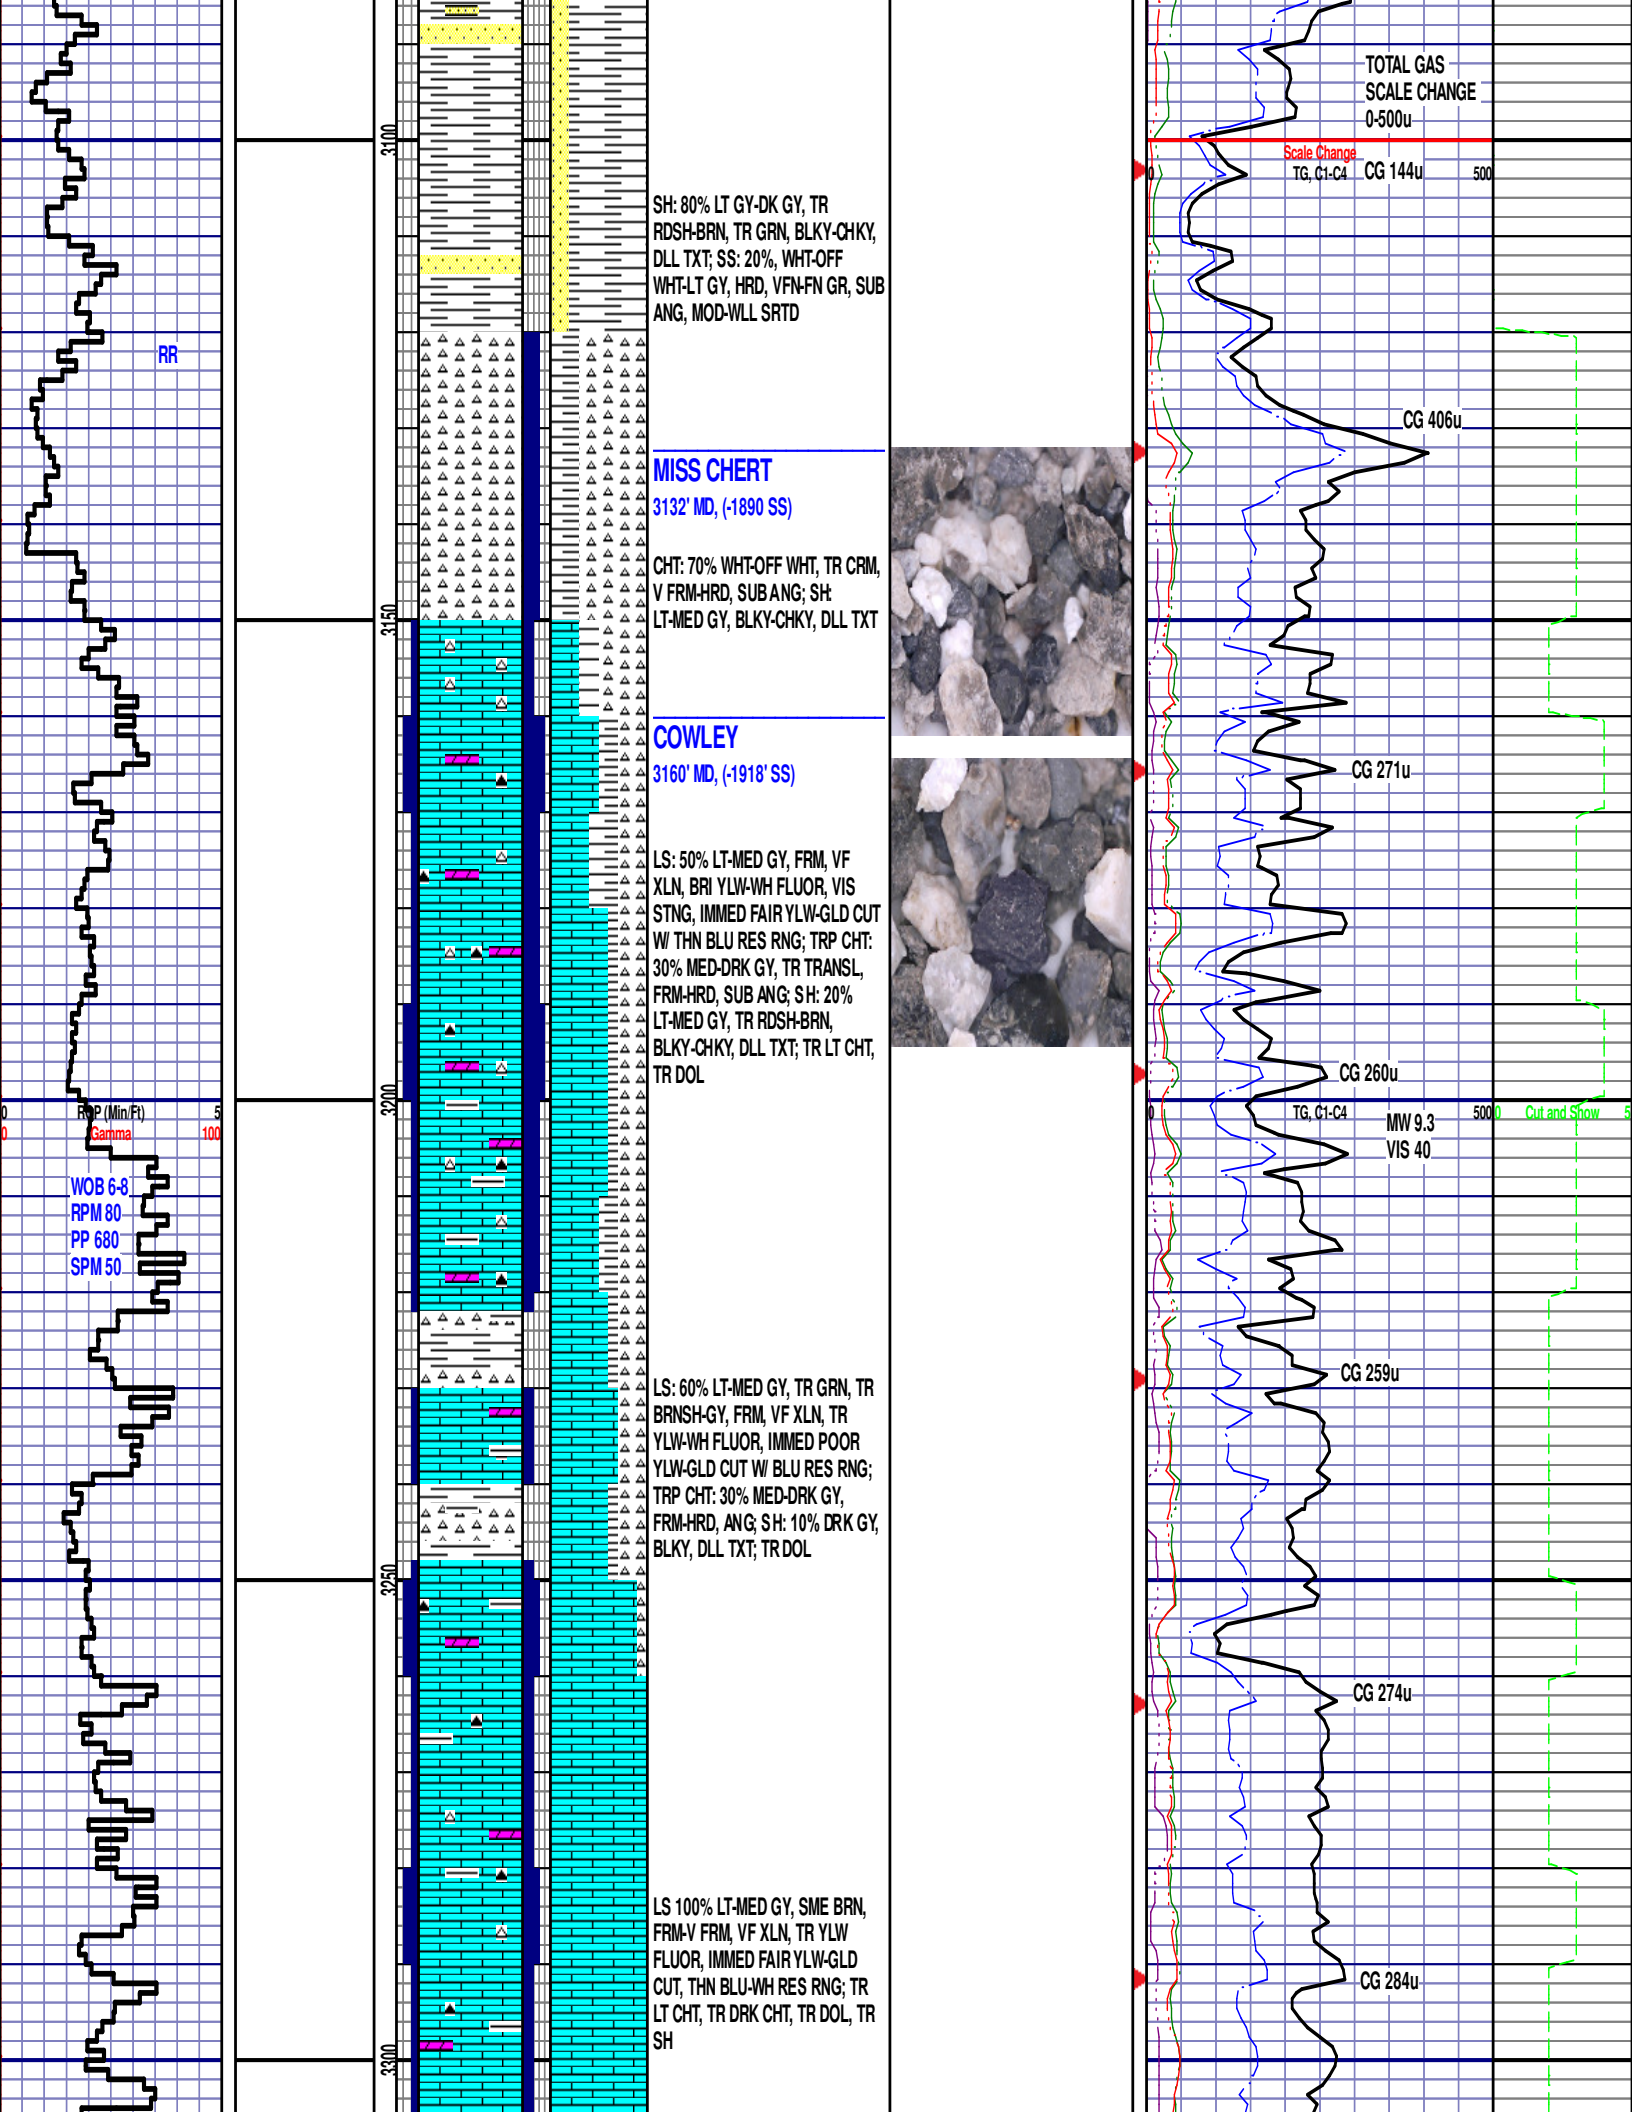 TOTAL GAS
SCALE CHANGE
0-500u
3100
Scale Change
0 TG, C1-C4 500
CG 144u
SH: 80% LT GY-DK GY, TR
RDSH-BRN, TR GRN, BLKY-CHKY,
DLL TXT; SS: 20%, WHT-OFF
WHT-LT GY, HRD, VFN-FN GR, SUB
ANG, MOD-WLL SRTD
RR
CG 406u
MISS CHERT
3132' MD, (-1890 SS)
CHT: 70% WHT-OFF WHT, TR CRM,
V FRM-HRD, SUB ANG; SH:
LT-MED GY, BLKY-CHKY, DLL TXT
3150
COWLEY
3160' MD, (-1918' SS)
CG 271u
LS: 50% LT-MED GY, FRM, VF
XLN, BRI YLW-WH FLUOR, VIS
STNG, IMMED FAIR YLW-GLD CUT
W/ THN BLU RES RNG; TRP CHT:
30% MED-DRK GY, TR TRANSL,
FRM-HRD, SUB ANG; SH: 20%
LT-MED GY, TR RDSH-BRN,
BLKY-CHKY, DLL TXT; TR LT CHT,
TR DOL
CG 260u
3200
0 ROP (Min/Ft) 5
0 Gamma 100
0 TG, C1-C4 500
0 Cut and Show 5
MW 9.3
VIS 40
WOB 6-8
RPM 80
PP 680
SPM 50
CG 259u
LS: 60% LT-MED GY, TR GRN, TR
BRNSH-GY, FRM, VF XLN, TR
YLW-WH FLUOR, IMMED POOR
YLW-GLD CUT W/ BLU RES RNG;
TRP CHT: 30% MED-DRK GY,
FRM-HRD, ANG; SH: 10% DRK GY,
BLKY, DLL TXT; TR DOL
3250
CG 274u
LS 100% LT-MED GY, SME BRN,
FRM-V FRM, VF XLN, TR YLW
FLUOR, IMMED FAIR YLW-GLD
CUT, THN BLU-WH RES RNG; TR
LT CHT, TR DRK CHT, TR DOL, TR
SH
CG 284u
3300